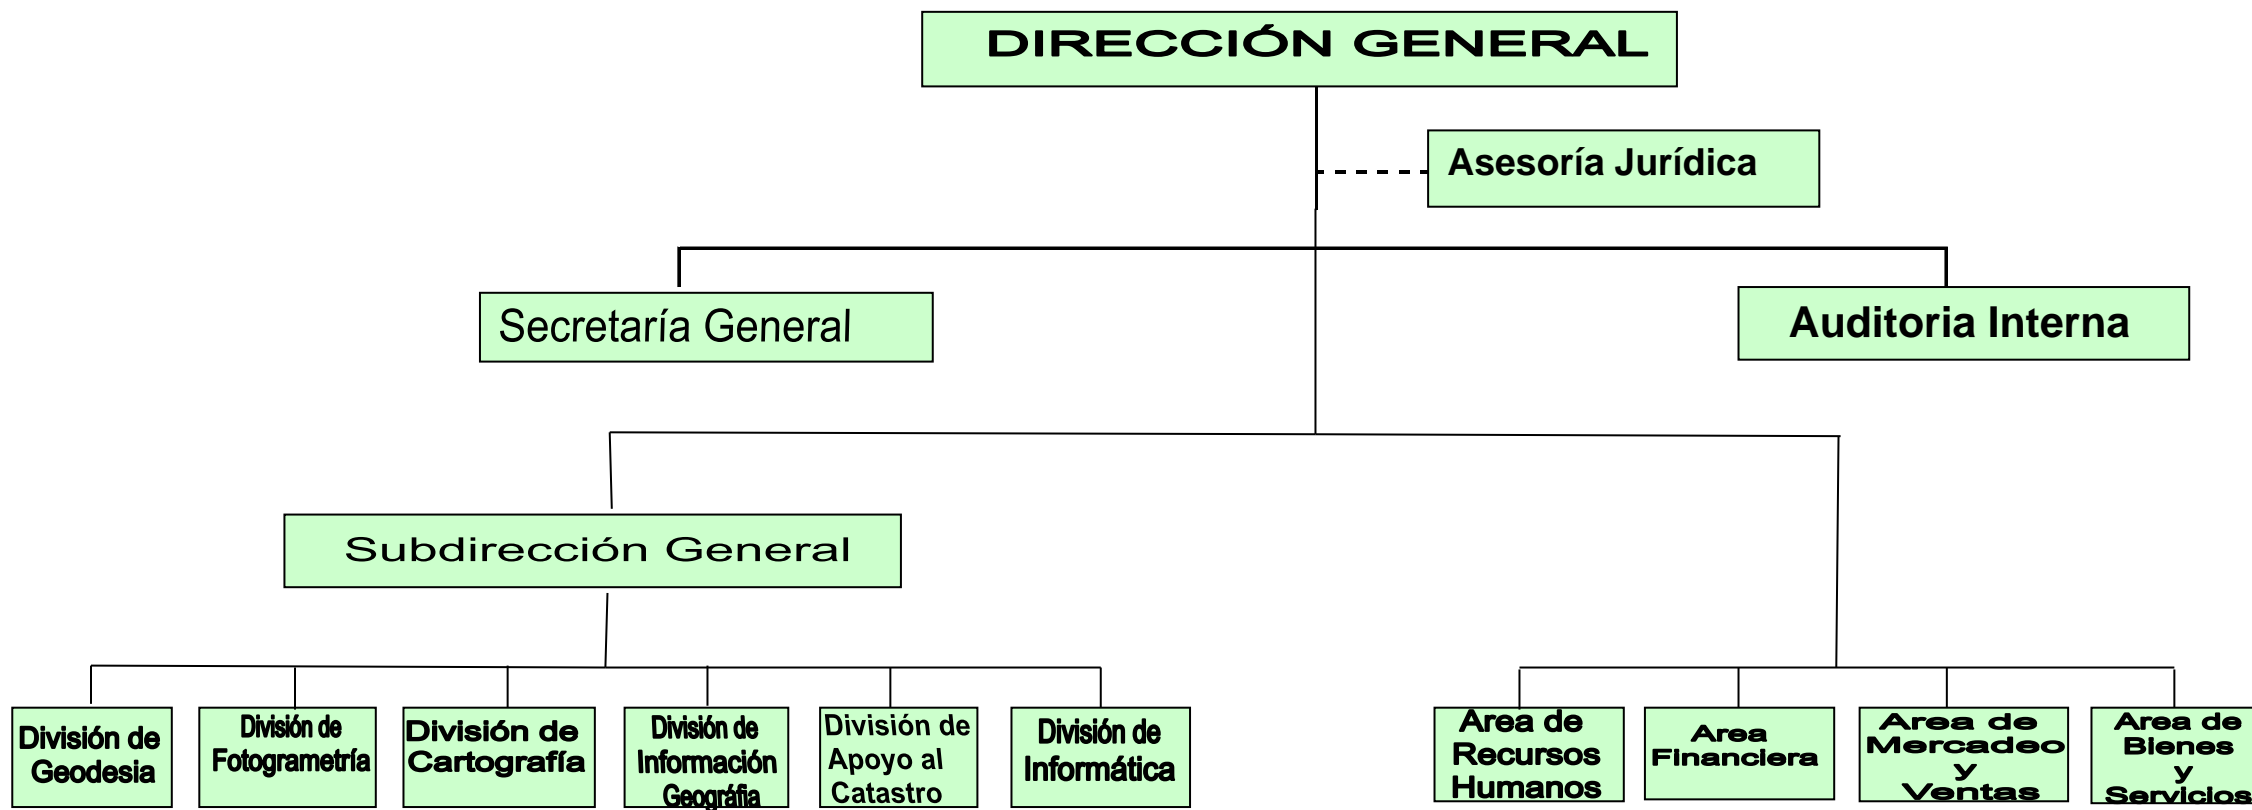 DIRECCIÓN GENERAL
Asesoría Jurídica
Secretaría General
Auditoria Interna
Subdirección General
División de
Geodesia
División de
Fotogrametría
División de
Cartografía
División de
Información
Geográfia
División de
Apoyo al
Catastro
División de
Informática
Area de
Recursos
Humanos
Area
Financiera
Area de
Mercadeo
y
Ventas
Area de
Bienes
y
Servicios